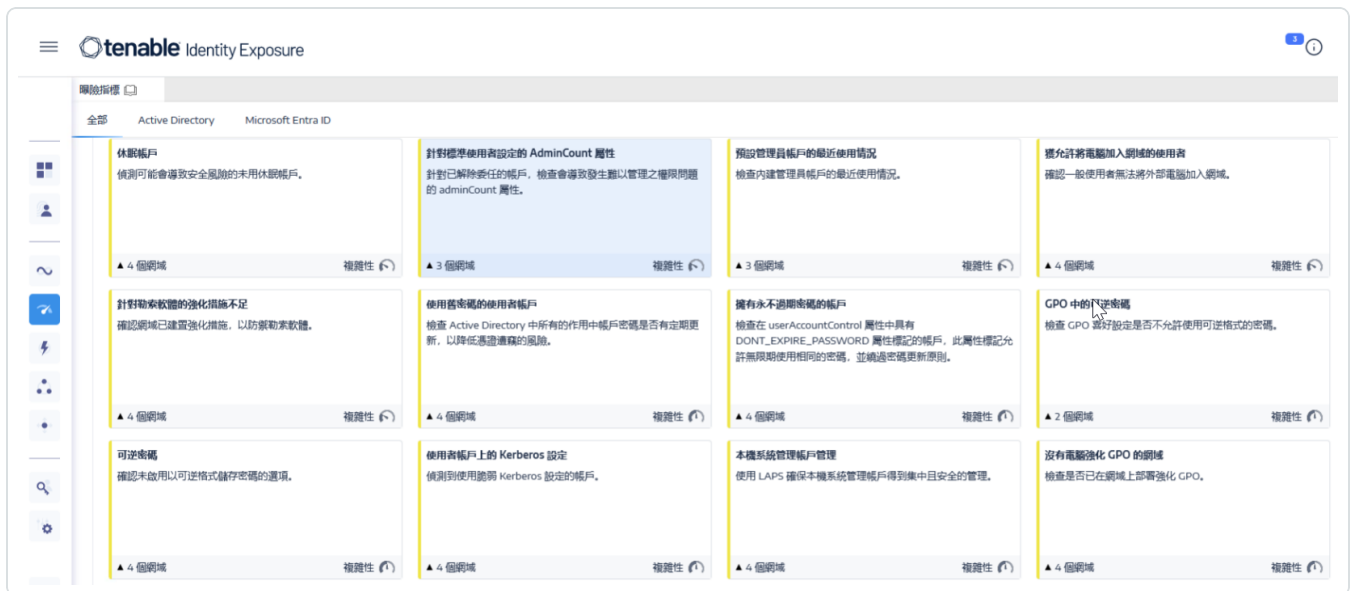 tenable Identity Exposure
3
曝險指標
全部
Active Directory
Microsoft Entra ID
休眠帳戶
偵測可能會導致安全風險的未用休眠帳戶。
▲ 4 個網域
複雜性
針對標準使用者設定的 AdminCount 屬性
針對已解除委任的帳戶，檢查會導致發生難以管理之權限問題
的 adminCount 屬性。
▲ 3 個網域
複雜性
預設管理員帳戶的最近使用情況
檢查內建管理員帳戶的最近使用情況。
▲ 3 個網域
複雜性
獲允許將電腦加入網域的使用者
確認一般使用者無法將外部電腦加入網域。
▲ 4 個網域
複雜性
針對勒索軟體的強化措施不足
確認網域已建置強化措施，以防禦勒索軟體。
▲ 4 個網域
複雜性
使用舊密碼的使用者帳戶
檢查 Active Directory 中所有的作用中帳戶密碼是否有定期更
新，以降低憑證遭竊的風險。
▲ 4 個網域
複雜性
擁有永不過期密碼的帳戶
檢查在 userAccountControl 屬性中具有
DONT_EXPIRE_PASSWORD 屬性標記的帳戶，此屬性標記允
許無限期使用相同的密碼，並繞過密碼更新原則。
▲ 4 個網域
複雜性
GPO 中的可逆密碼
檢查 GPO 喜好設定是否不允許使用可逆格式的密碼。
▲ 2 個網域
複雜性
可逆密碼
確認未啟用以可逆格式儲存密碼的選項。
▲ 4 個網域
複雜性
使用者帳戶上的 Kerberos 設定
偵測到使用脆弱 Kerberos 設定的帳戶。
▲ 4 個網域
複雜性
本機系統管理帳戶管理
使用 LAPS 確保本機系統管理帳戶得到集中且安全的管理。
▲ 4 個網域
複雜性
沒有電腦強化 GPO 的網域
檢查是否已在網域上部署強化 GPO。
▲ 4 個網域
複雜性